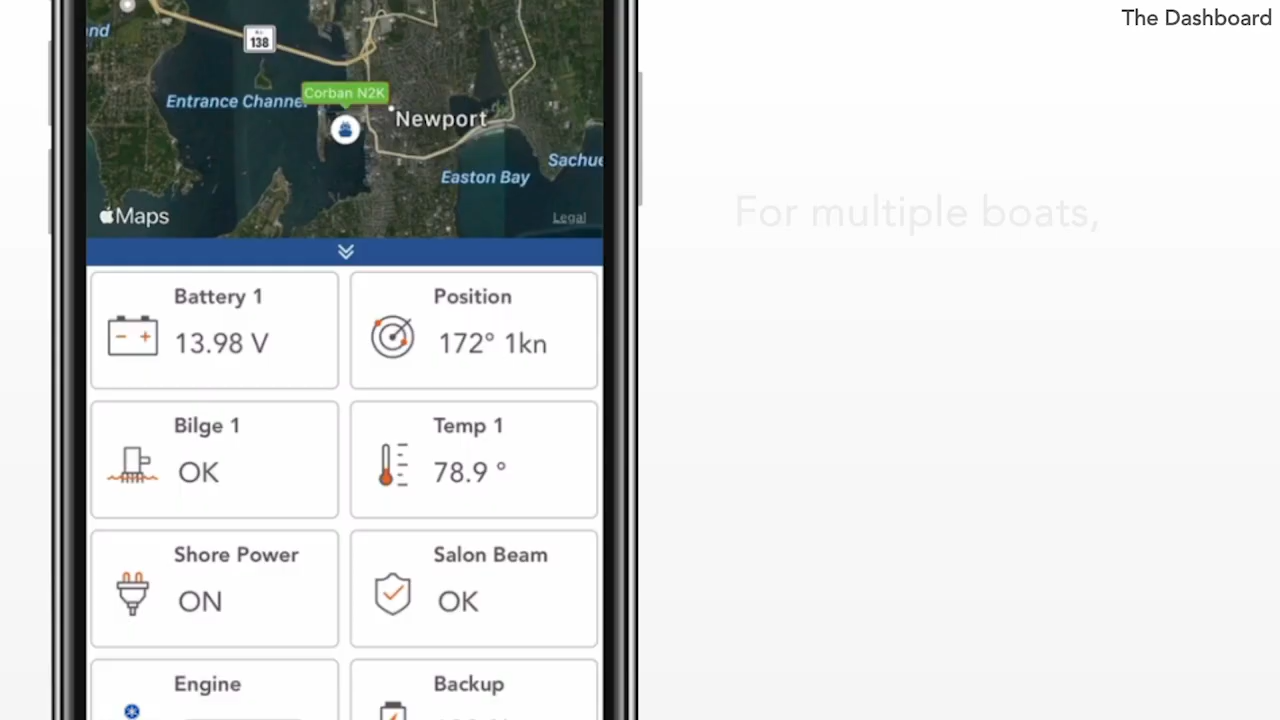 The Dashboard
nd
138
Entrance Channel
Corban N2K
Newport
Sachue
Easton Bay
Maps
Legal
For multiple boats,
Battery 1
13.98 V
Position
172° 1kn
Bilge 1
OK
Temp 1
78.9 °
Shore Power
ON
Salon Beam
OK
Engine
Backup